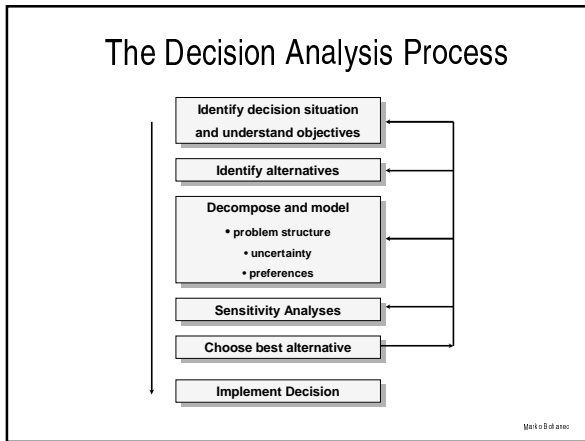 The Decision Analysis Process
Identify decision situation
and understand objectives
Identify alternatives
Decompose and model
• problem structure
• uncertainty
• preferences
Sensitivity Analyses
Choose best alternative
Implement Decision
Marko Bohanec